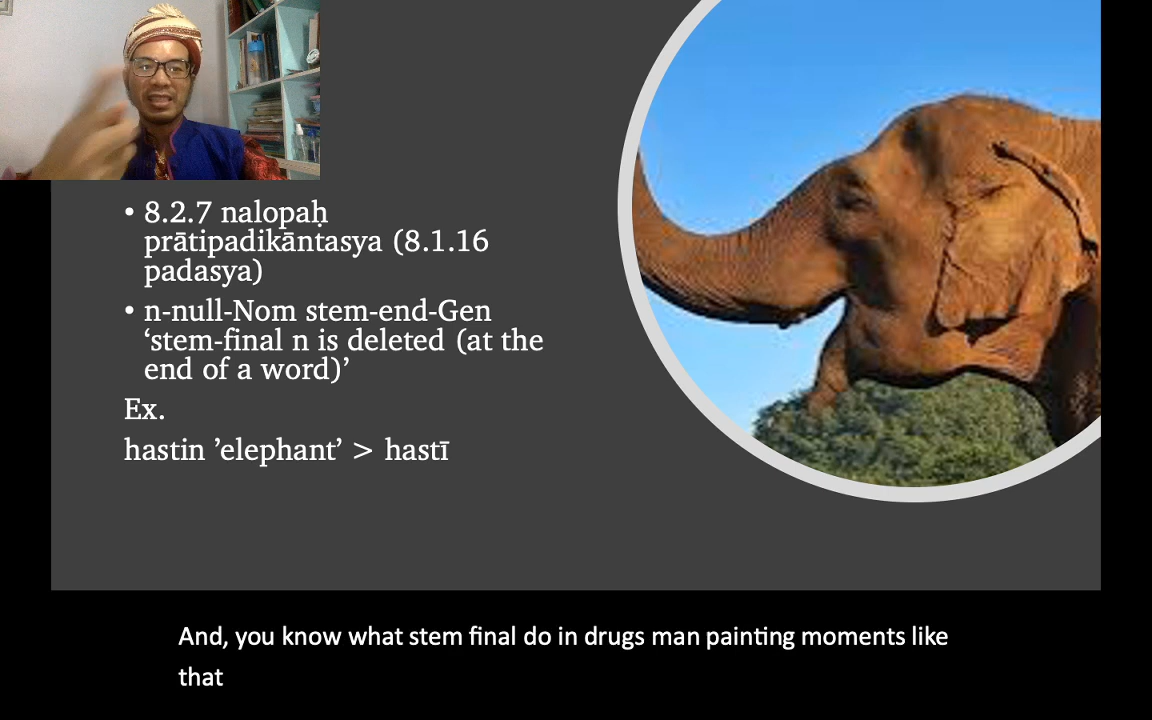 • 8.2.7 nalopaḥ
prātipadikāntasya (8.1.16
padasya)
• n-null-Nom stem-end-Gen
‘stem-final n is deleted (at the
end of a word)’
Ex.
hastin ’elephant’ > hastī
And, you know what stem final do in drugs man painting moments like
that